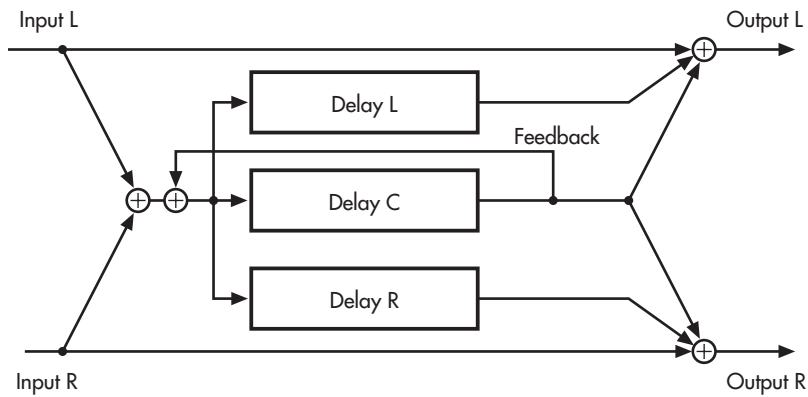 Input L
Output L
Delay L
Feedback
Delay C
Delay R
Input R
Output R